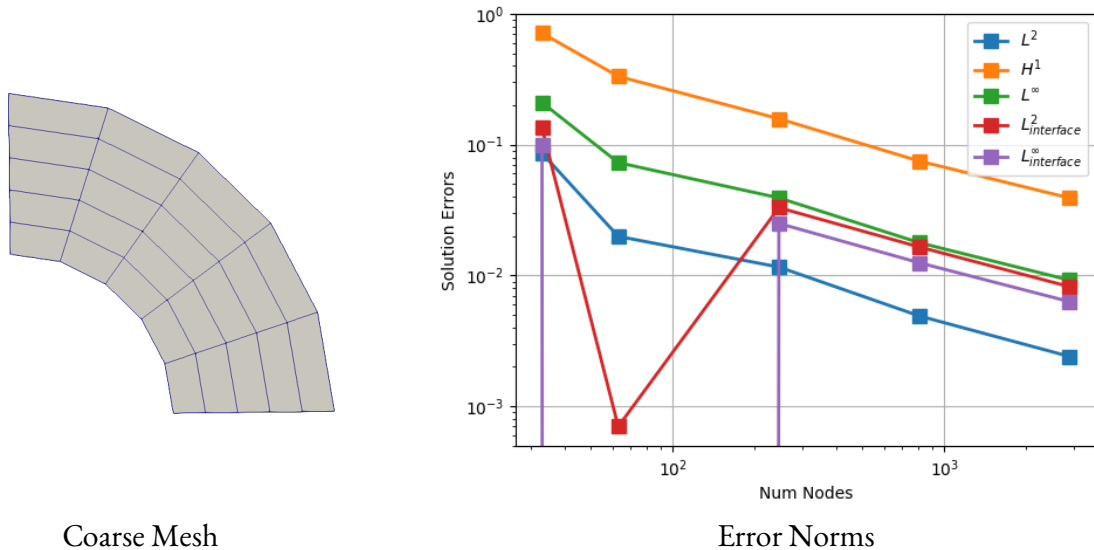 10^0
10^-1
10^-2
10^-3
Solution Errors
L^2
H^1
L^∞
L^2_interface
L^∞_interface
10^2
10^3
Num Nodes
Coarse Mesh
Error Norms